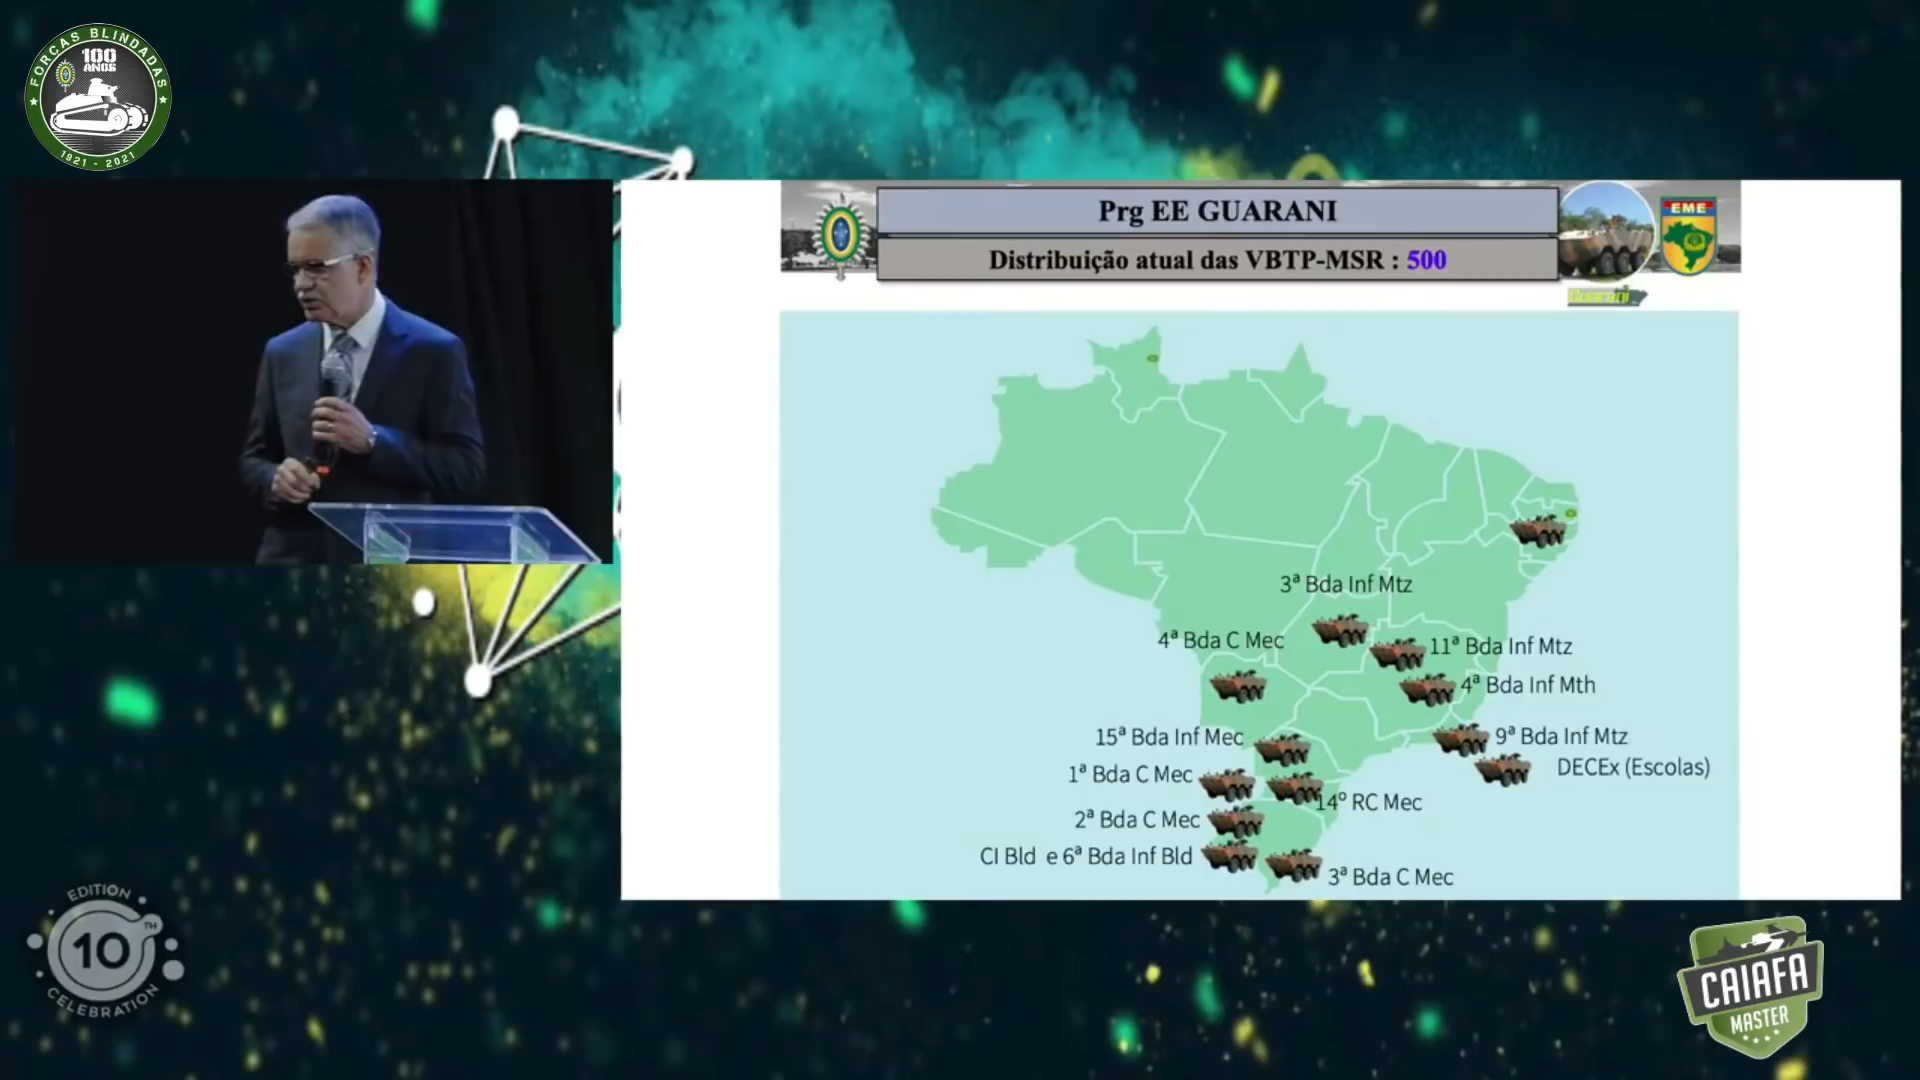 FORÇAS BLINDADAS
100
ANOS
1921 - 2021
Prg EE GUARANI
EME
Distribuição atual das VBTP-MSR : 500
Guarani
3ª Bda Inf Mtz
4ª Bda C Mec
11ª Bda Inf Mtz
4ª Bda Inf Mth
15ª Bda Inf Mec
9ª Bda Inf Mtz
1ª Bda C Mec
DECEx (Escolas)
14º RC Mec
2ª Bda C Mec
CI Bld e 6ª Bda Inf Bld
3ª Bda C Mec
EDITION
10TH
CELEBRATION
CAIAFA
MASTER